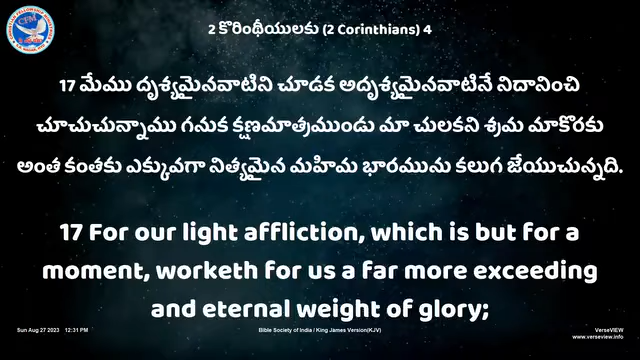 CFM
2 కొరింథీయులకు (2 Corinthians) 4
17 మేము దృశ్యమైనవాటిని చూడక అదృశ్యమైనవాటినే నిదానించి
చూచుచున్నాము గనుక క్షణమాత్రముండు మా చులకని శ్రమ మాకొరకు
అంత కంతకు ఎక్కువగా నిత్యమైన మహిమ భారమును కలుగ జేయుచున్నది.
17 For our light affliction, which is but for a
moment, worketh for us a far more exceeding
and eternal weight of glory;
Sun Aug 27 2023 12:31 PM
Bible Society of India / King James Version(KJV)
VerseVIEW
www.verseview.info